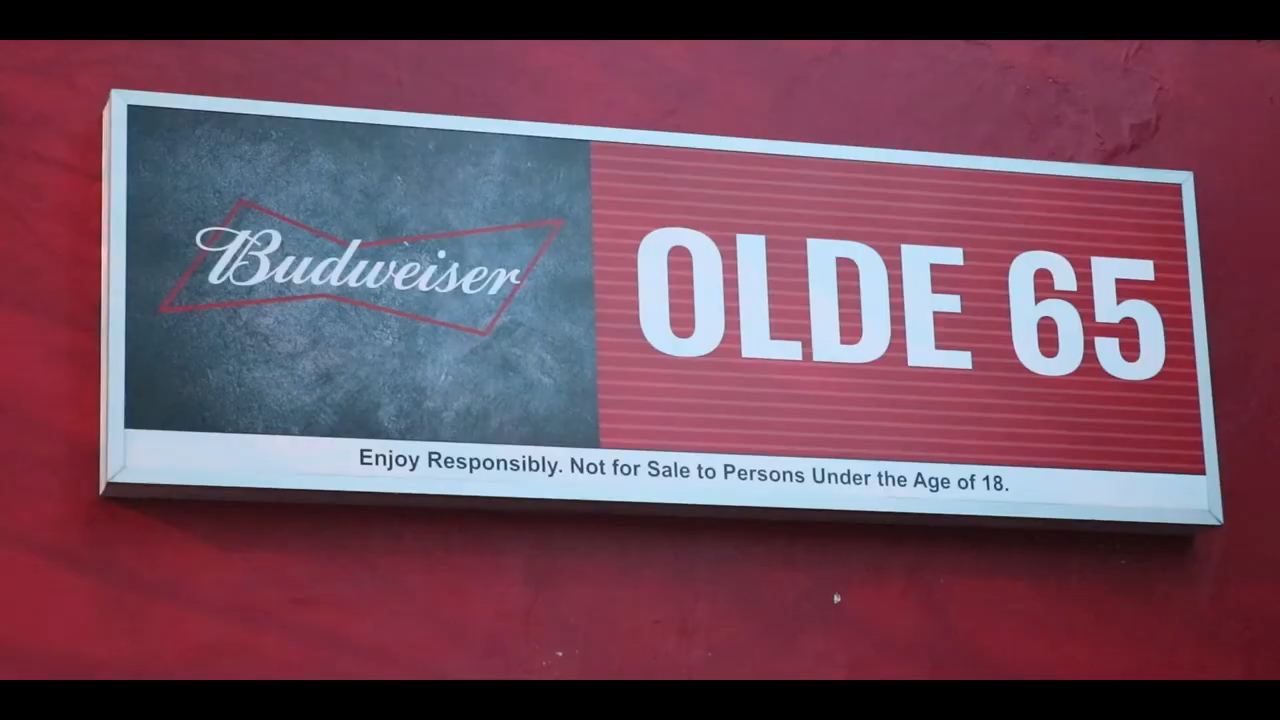 Budweiser
OLDE 65
Enjoy Responsibly. Not for Sale to Persons Under the Age of 18.